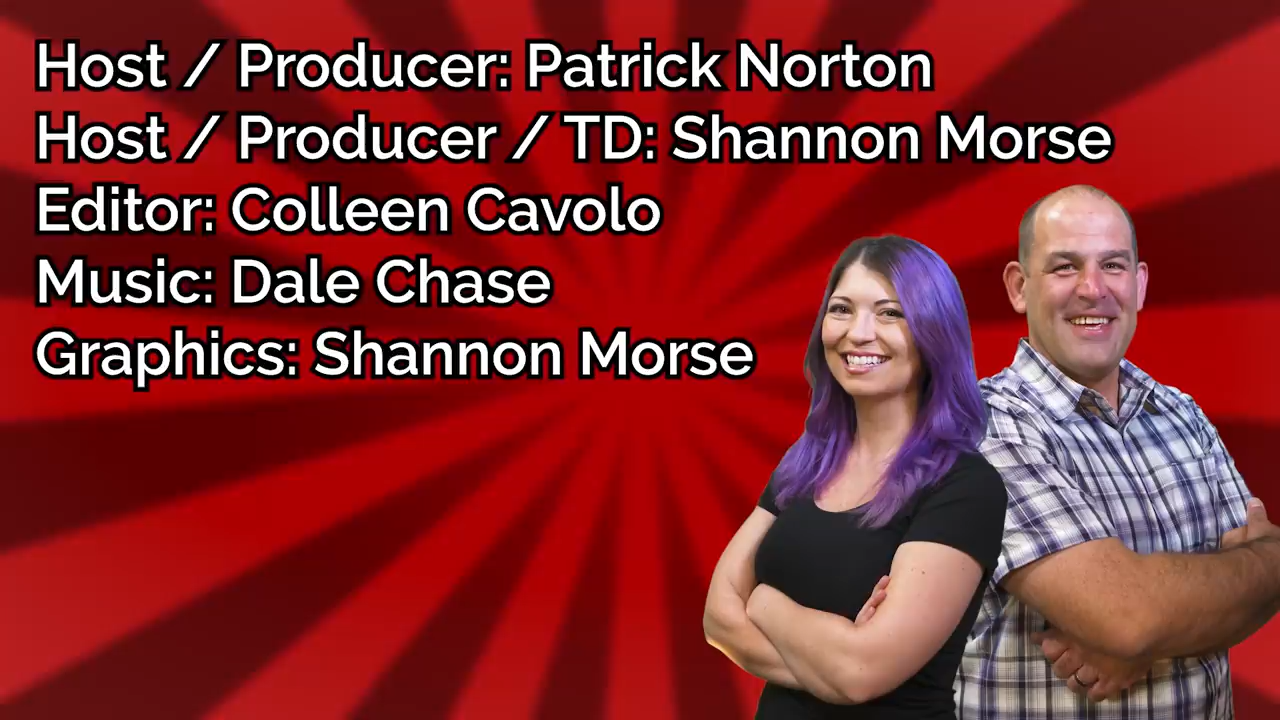 Host / Producer: Patrick Norton
Host / Producer / TD: Shannon Morse
Editor: Colleen Cavolo
Music: Dale Chase
Graphics: Shannon Morse